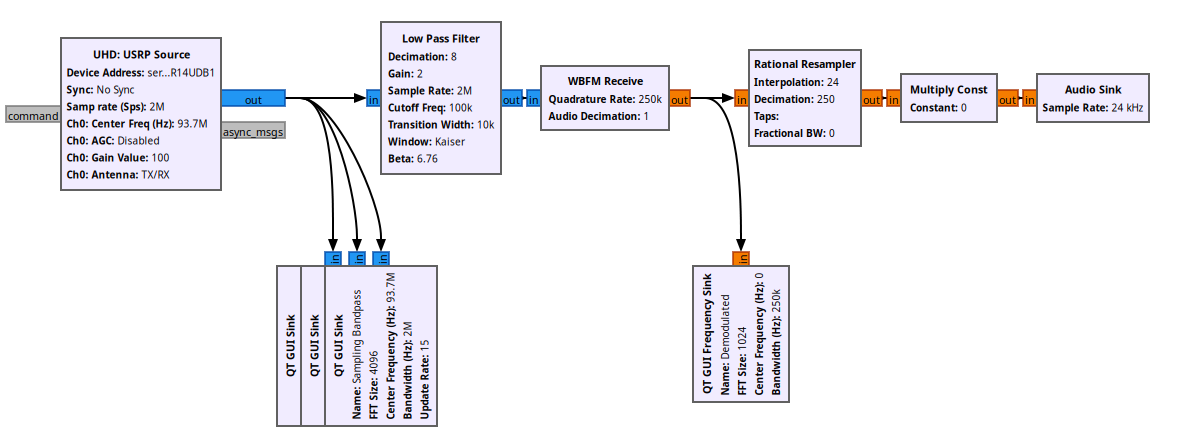 UHD: USRP Source
Device Address: ser...R14UDB1
Sync: No Sync
Samp rate (Sps): 2M
Ch0: Center Freq (Hz): 93.7M
Ch0: AGC: Disabled
Ch0: Gain Value: 100
Ch0: Antenna: TX/RX
command
out
async_msgs
in
Low Pass Filter
Decimation: 8
Gain: 2
Sample Rate: 2M
Cutoff Freq: 100k
Transition Width: 10k
Window: Kaiser
Beta: 6.76
out
in
WBFM Receive
Quadrature Rate: 250k
Audio Decimation: 1
out
in
Rational Resampler
Interpolation: 24
Decimation: 250
Taps:
Fractional BW: 0
out
in
Multiply Const
Constant: 0
out
in
Audio Sink
Sample Rate: 24 kHz
in
in
in
QT GUI Sink
QT GUI Sink
QT GUI Sink
Name: Sampling Bandpass
FFT Size: 4096
Center Frequency (Hz): 93.7M
Bandwidth (Hz): 2M
Update Rate: 15
in
QT GUI Frequency Sink
Name: Demodulated
FFT Size: 1024
Center Frequency (Hz): 0
Bandwidth (Hz): 250k